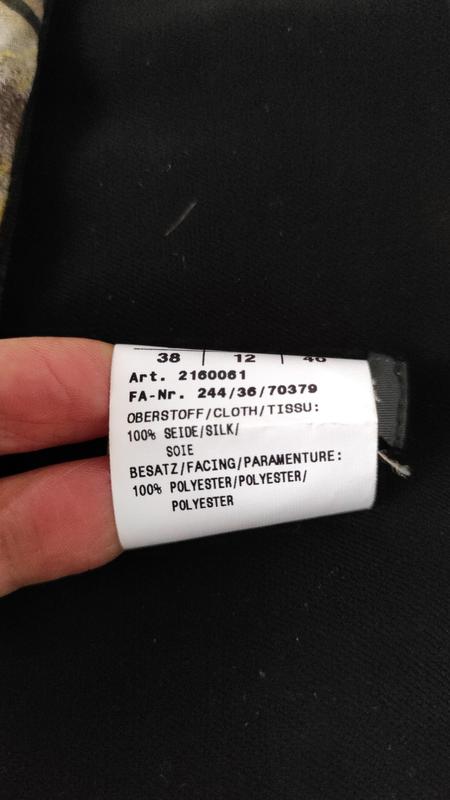 38 | 12 | 40
Art. 2160061
FA-Nr. 244/36/70379
OBERSTOFF/CLOTH/TISSU:
100% SEIDE/SILK/
SOIE
BESATZ/FACING/PARAMENTURE:
100% POLYESTER/POLYESTER/
POLYESTER